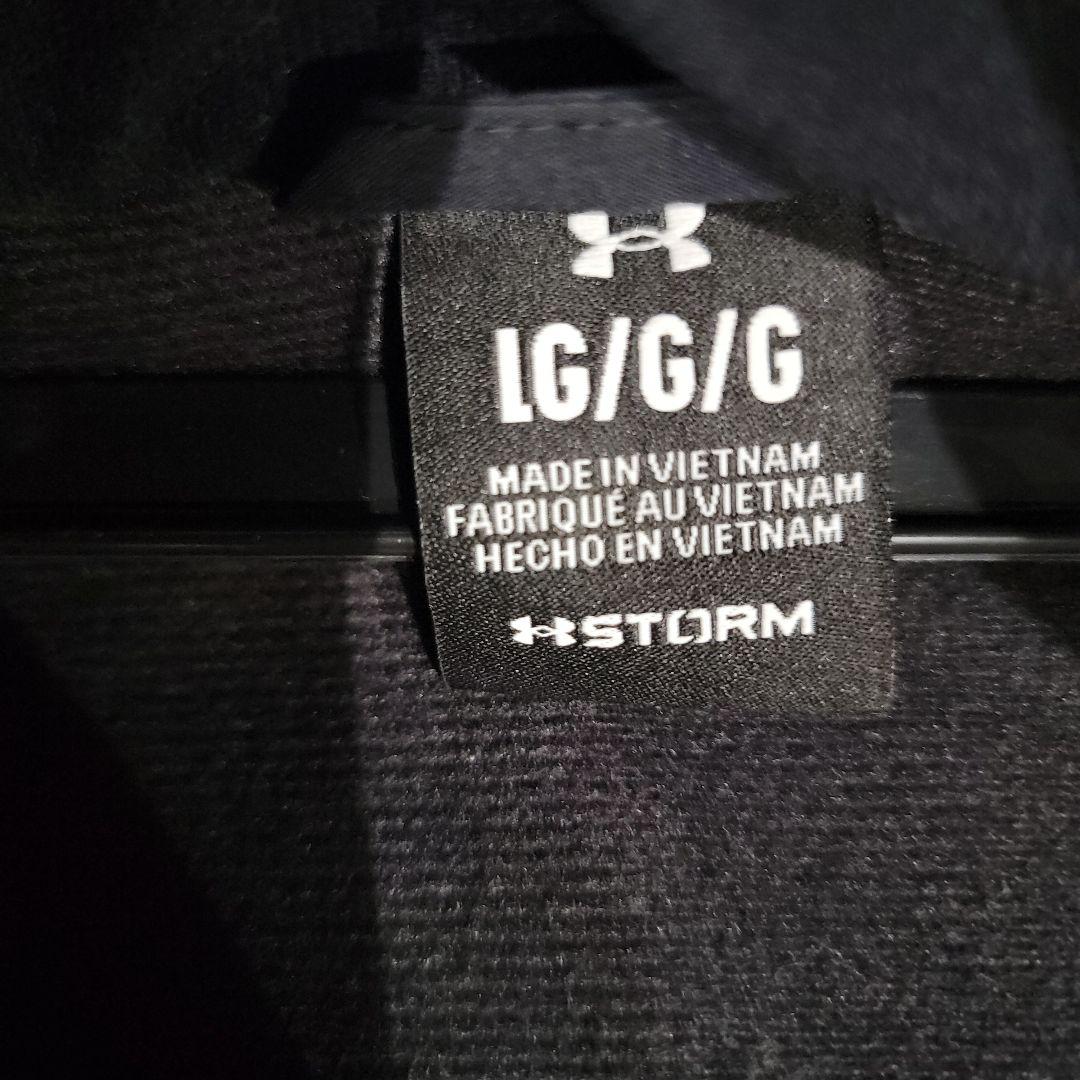 LG/G/G
MADE IN VIETNAM
FABRIQUÉ AU VIETNAM
HECHO EN VIETNAM
STORM